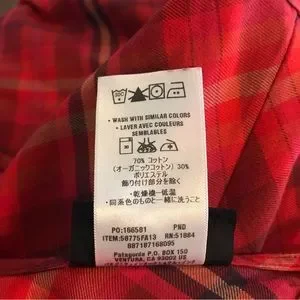 • WASH WITH SIMILAR COLORS
• LAVER AVEC COULEURS
SEMBLABLES
70% コットン
(オーガニックコットン) 30%
ポリエステル
飾り付け部分を除く
・乾燥機一低温
・同系色のものと一緒に洗うこと
PO:166581 PND
ITEM:58775FA13 RN:51884
887187168095
Patagonia P.O. BOX 150
VENTURA, CA 93002 US